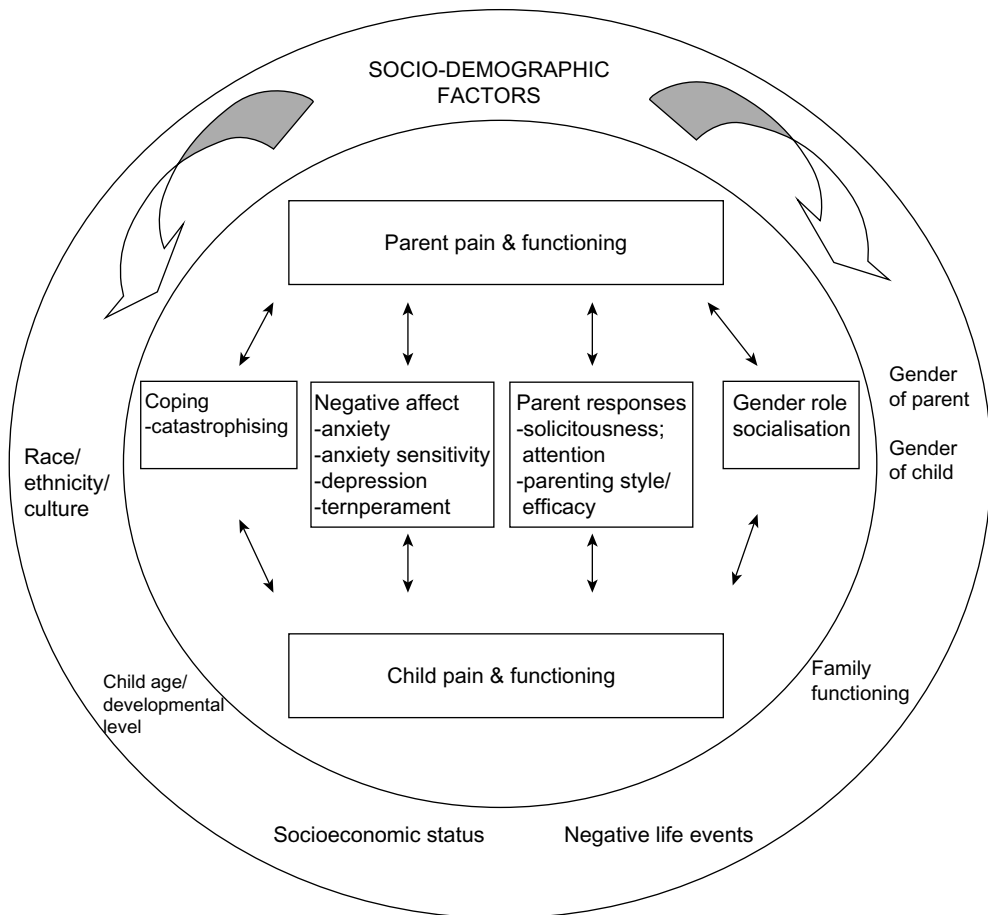 SOCIO-DEMOGRAPHIC
FACTORS
Parent pain & functioning
Coping
-catastrophising
Negative affect
-anxiety
-anxiety sensitivity
-depression
-ternperament
Parent responses
-solicitousness;
attention
-parenting style/
efficacy
Gender role
socialisation
Gender
of parent
Gender
of child
Race/
ethnicity/
culture
Child pain & functioning
Child age/
developmental
level
Family
functioning
Socioeconomic status
Negative life events